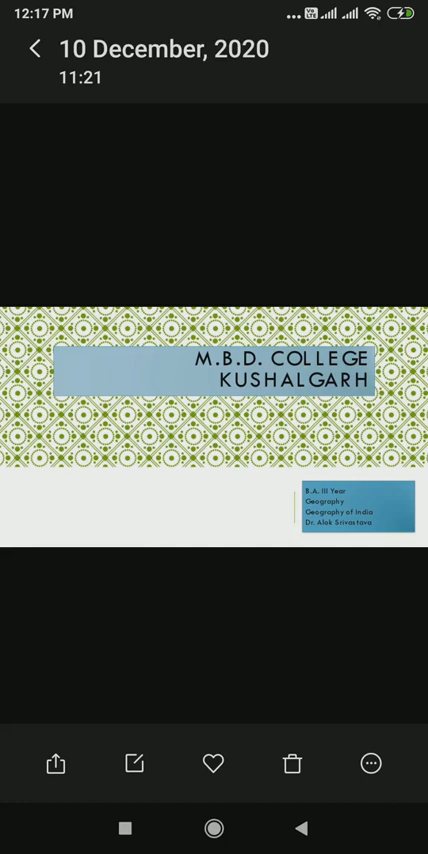 12:17 PM
10 December, 2020
11:21
M.B.D. COLLEGE
KUSHALGARH
B.A. III Year
Geography
Geography of India
Dr. Alok Srivastava